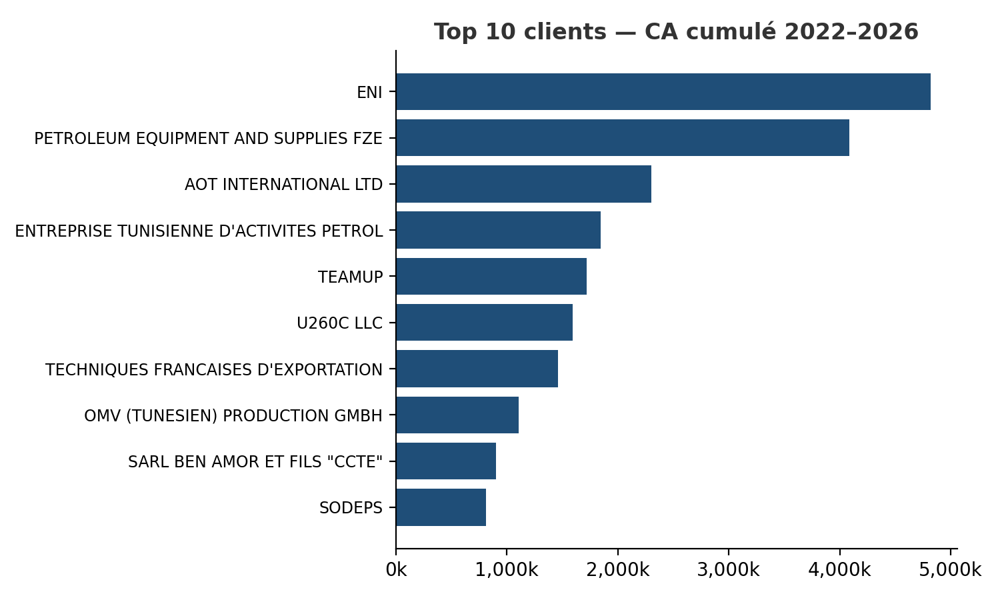 Top 10 clients — CA cumulé 2022–2026
ENI
PETROLEUM EQUIPMENT AND SUPPLIES FZE
AOT INTERNATIONAL LTD
ENTREPRISE TUNISIENNE D'ACTIVITES PETROL
TEAMUP
U260C LLC
TECHNIQUES FRANCAISES D'EXPORTATION
OMV (TUNESIEN) PRODUCTION GMBH
SARL BEN AMOR ET FILS "CCTE"
SODEPS
0k 1,000k 2,000k 3,000k 4,000k 5,000k